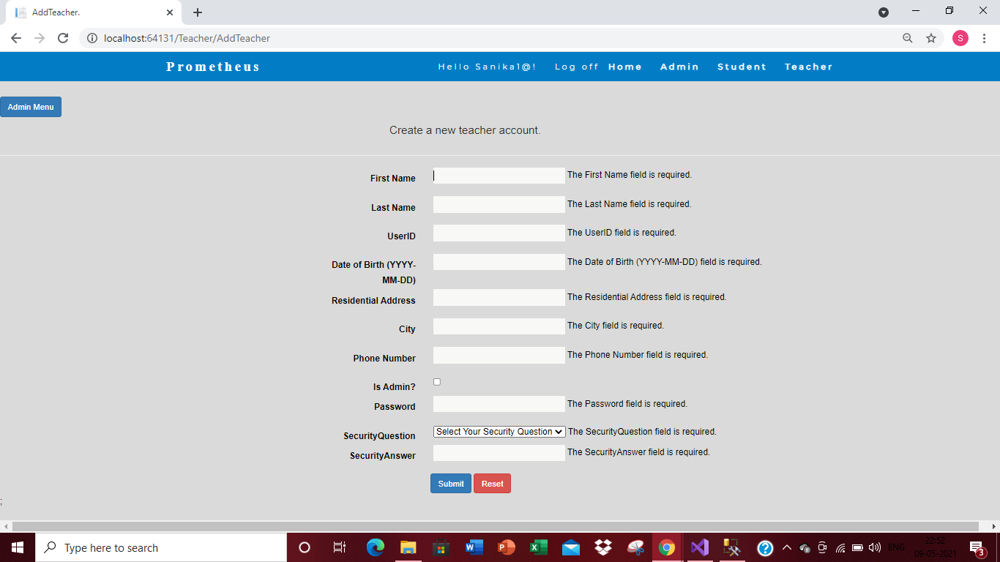 AddTeacher.
localhost:64131/Teacher/AddTeacher
S
Prometheus
Hello Sanika1@! Log off Home Admin Student Teacher
Admin Menu
Create a new teacher account.
First Name The First Name field is required.
Last Name The Last Name field is required.
UserID The UserID field is required.
Date of Birth (YYYY- The Date of Birth (YYYY-MM-DD) field is required.
MM-DD)
Residential Address The Residential Address field is required.
City The City field is required.
Phone Number The Phone Number field is required.
Is Admin?
Password The Password field is required.
SecurityQuestion Select Your Security Question The SecurityQuestion field is required.
SecurityAnswer The SecurityAnswer field is required.
Submit Reset
;
Type here to search
ENG
22:52
09-05-2021
3